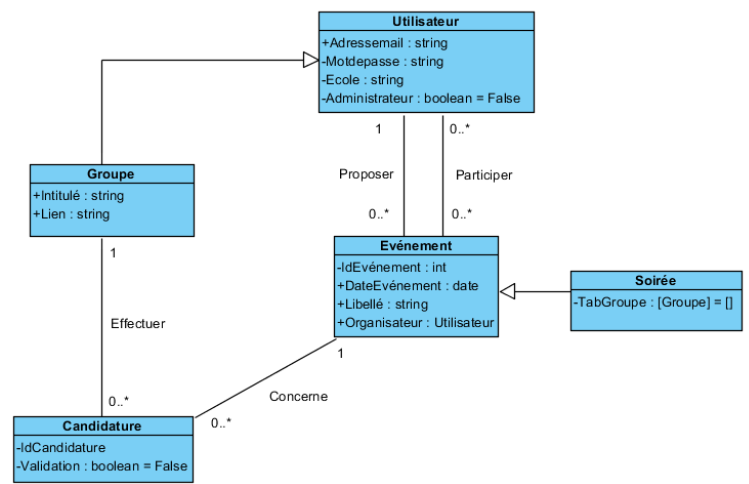 Utilisateur
+Adressemail : string
-Motdepasse : string
-Ecole : string
-Administrateur : boolean = False
1
0..*
Groupe
+Intitulé : string
+Lien : string
Proposer
Participer
0..*
0..*
1
Evénement
-IdEvénement : int
+DateEvénement : date
+Libellé : string
+Organisateur : Utilisateur
Soirée
-TabGroupe : [Groupe] = []
Effectuer
1
Concerne
0..*
0..*
Candidature
-IdCandidature
-Validation : boolean = False